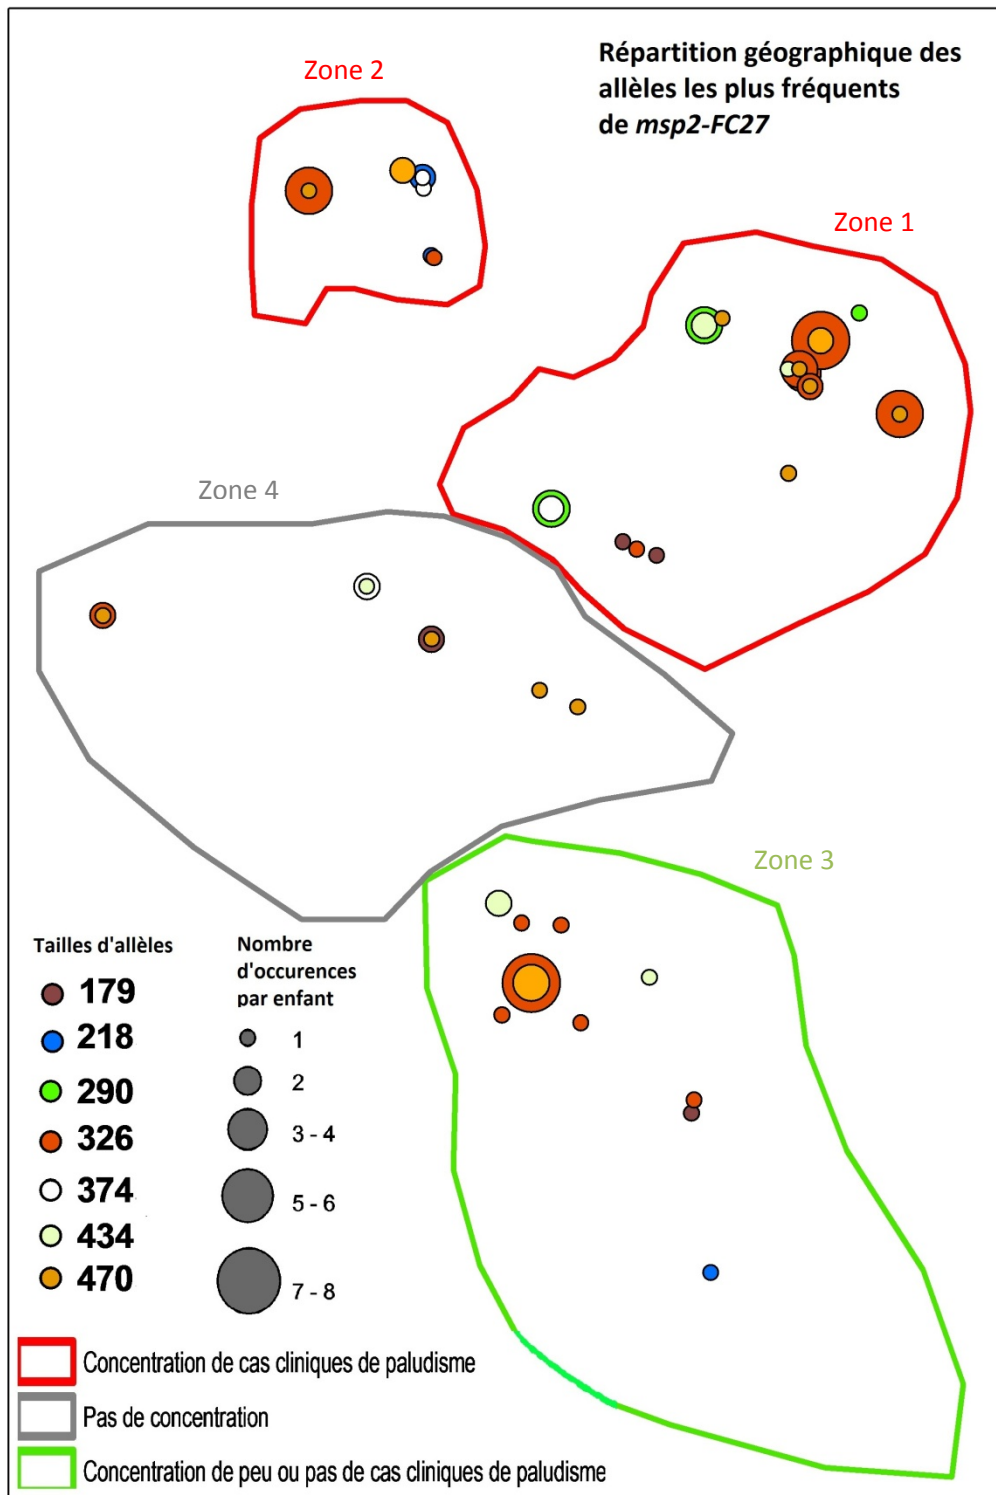 Répartition géographique des
allèles les plus fréquents
de msp2-FC27
Zone 2
Zone 1
Zone 4
Zone 3
Tailles d'allèles
179
218
290
326
374
434
470
Nombre
d'occurences
par enfant
1
2
3 - 4
5 - 6
7 - 8
Concentration de cas cliniques de paludisme
Pas de concentration
Concentration de peu ou pas de cas cliniques de paludisme